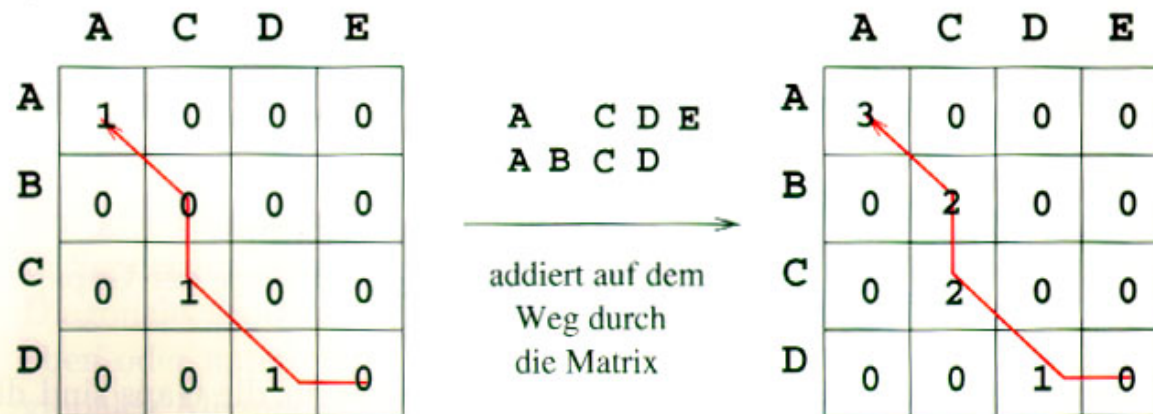 A C D E
A 1 0 0 0
B 0 0 0 0
C 0 1 0 0
D 0 0 1 0
A C D E
A B C D
addiert auf dem
Weg durch
die Matrix
A C D E
A 3 0 0 0
B 0 2 0 0
C 0 2 0 0
D 0 0 1 0